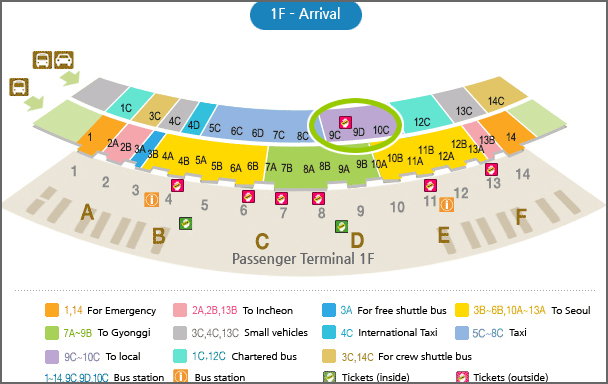 1F - Arrival
1C 3C 4C 4D 5C 6C 6D 7C 8C 9C 9D 10C 12C 13C 14C
1 2A 2B 3A 3B 4A 4B 5A 5B 6A 6B 7A 7B 8A 8B 9A 9B 10A 10B 11A 11B 12A 12B 13A 13B 14
1 2 3 4 5 6 7 8 9 10 11 12 13 14
A B C D E F
Passenger Terminal 1F
1,14 For Emergency 2A,2B,13B To Incheon 3A For free shuttle bus 3B~6B,10A~13A To Seoul
7A~9B To Gyonggi 3C,4C,13C Small vehicles 4C International Taxi 5C~8C Taxi
9C~10C To local 1C,12C Chartered bus 3C,14C For crew shuttle bus
1~14.9C,9D,10C Bus station Bus station Tickets (inside) Tickets (outside)